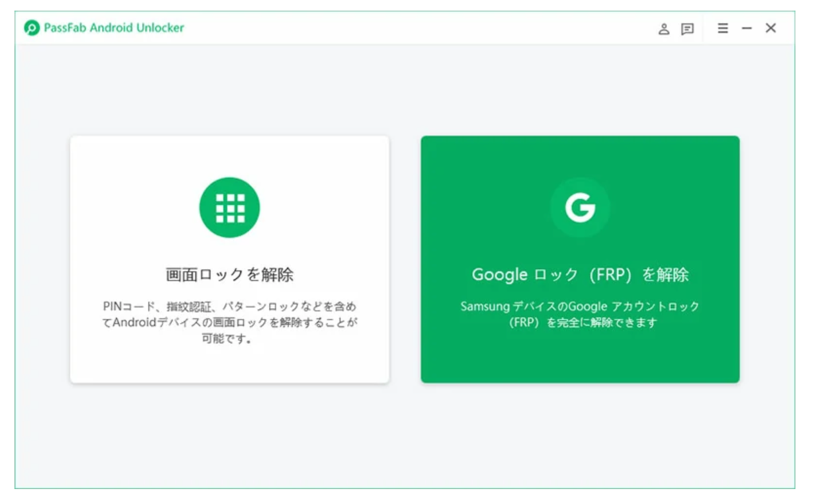 PassFab Android Unlocker
画面ロックを解除
PINコード、指紋認証、パターンロックなどを含め
てAndroidデバイスの画面ロックを解除することが
可能です。
Google ロック（FRP）を解除
Samsung デバイスのGoogle アカウントロック
（FRP）を完全に解除できます